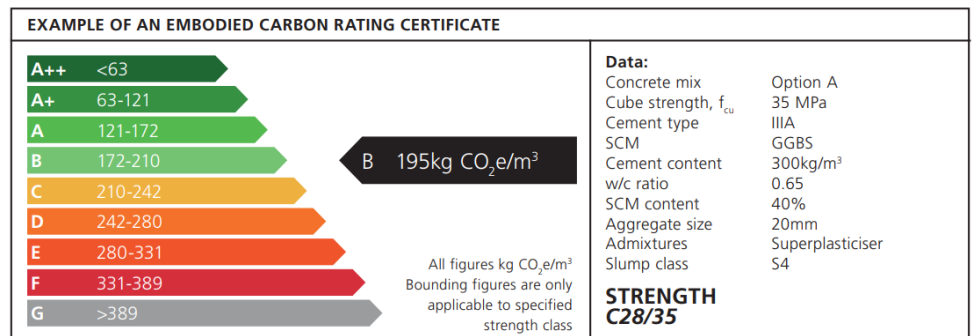 EXAMPLE OF AN EMBODIED CARBON RATING CERTIFICATE
A++ <63
A+ 63-121
A 121-172
B 172-210
C 210-242
D 242-280
E 280-331
F 331-389
G >389
B 195kg CO₂e/m³
All figures kg CO₂e/m³
Bounding figures are only
applicable to specified
strength class
Data:
Concrete mix Option A
Cube strength, f_cu 35 MPa
Cement type IIIA
SCM GGBS
Cement content 300kg/m³
w/c ratio 0.65
SCM content 40%
Aggregate size 20mm
Admixtures Superplasticiser
Slump class S4
STRENGTH
C28/35